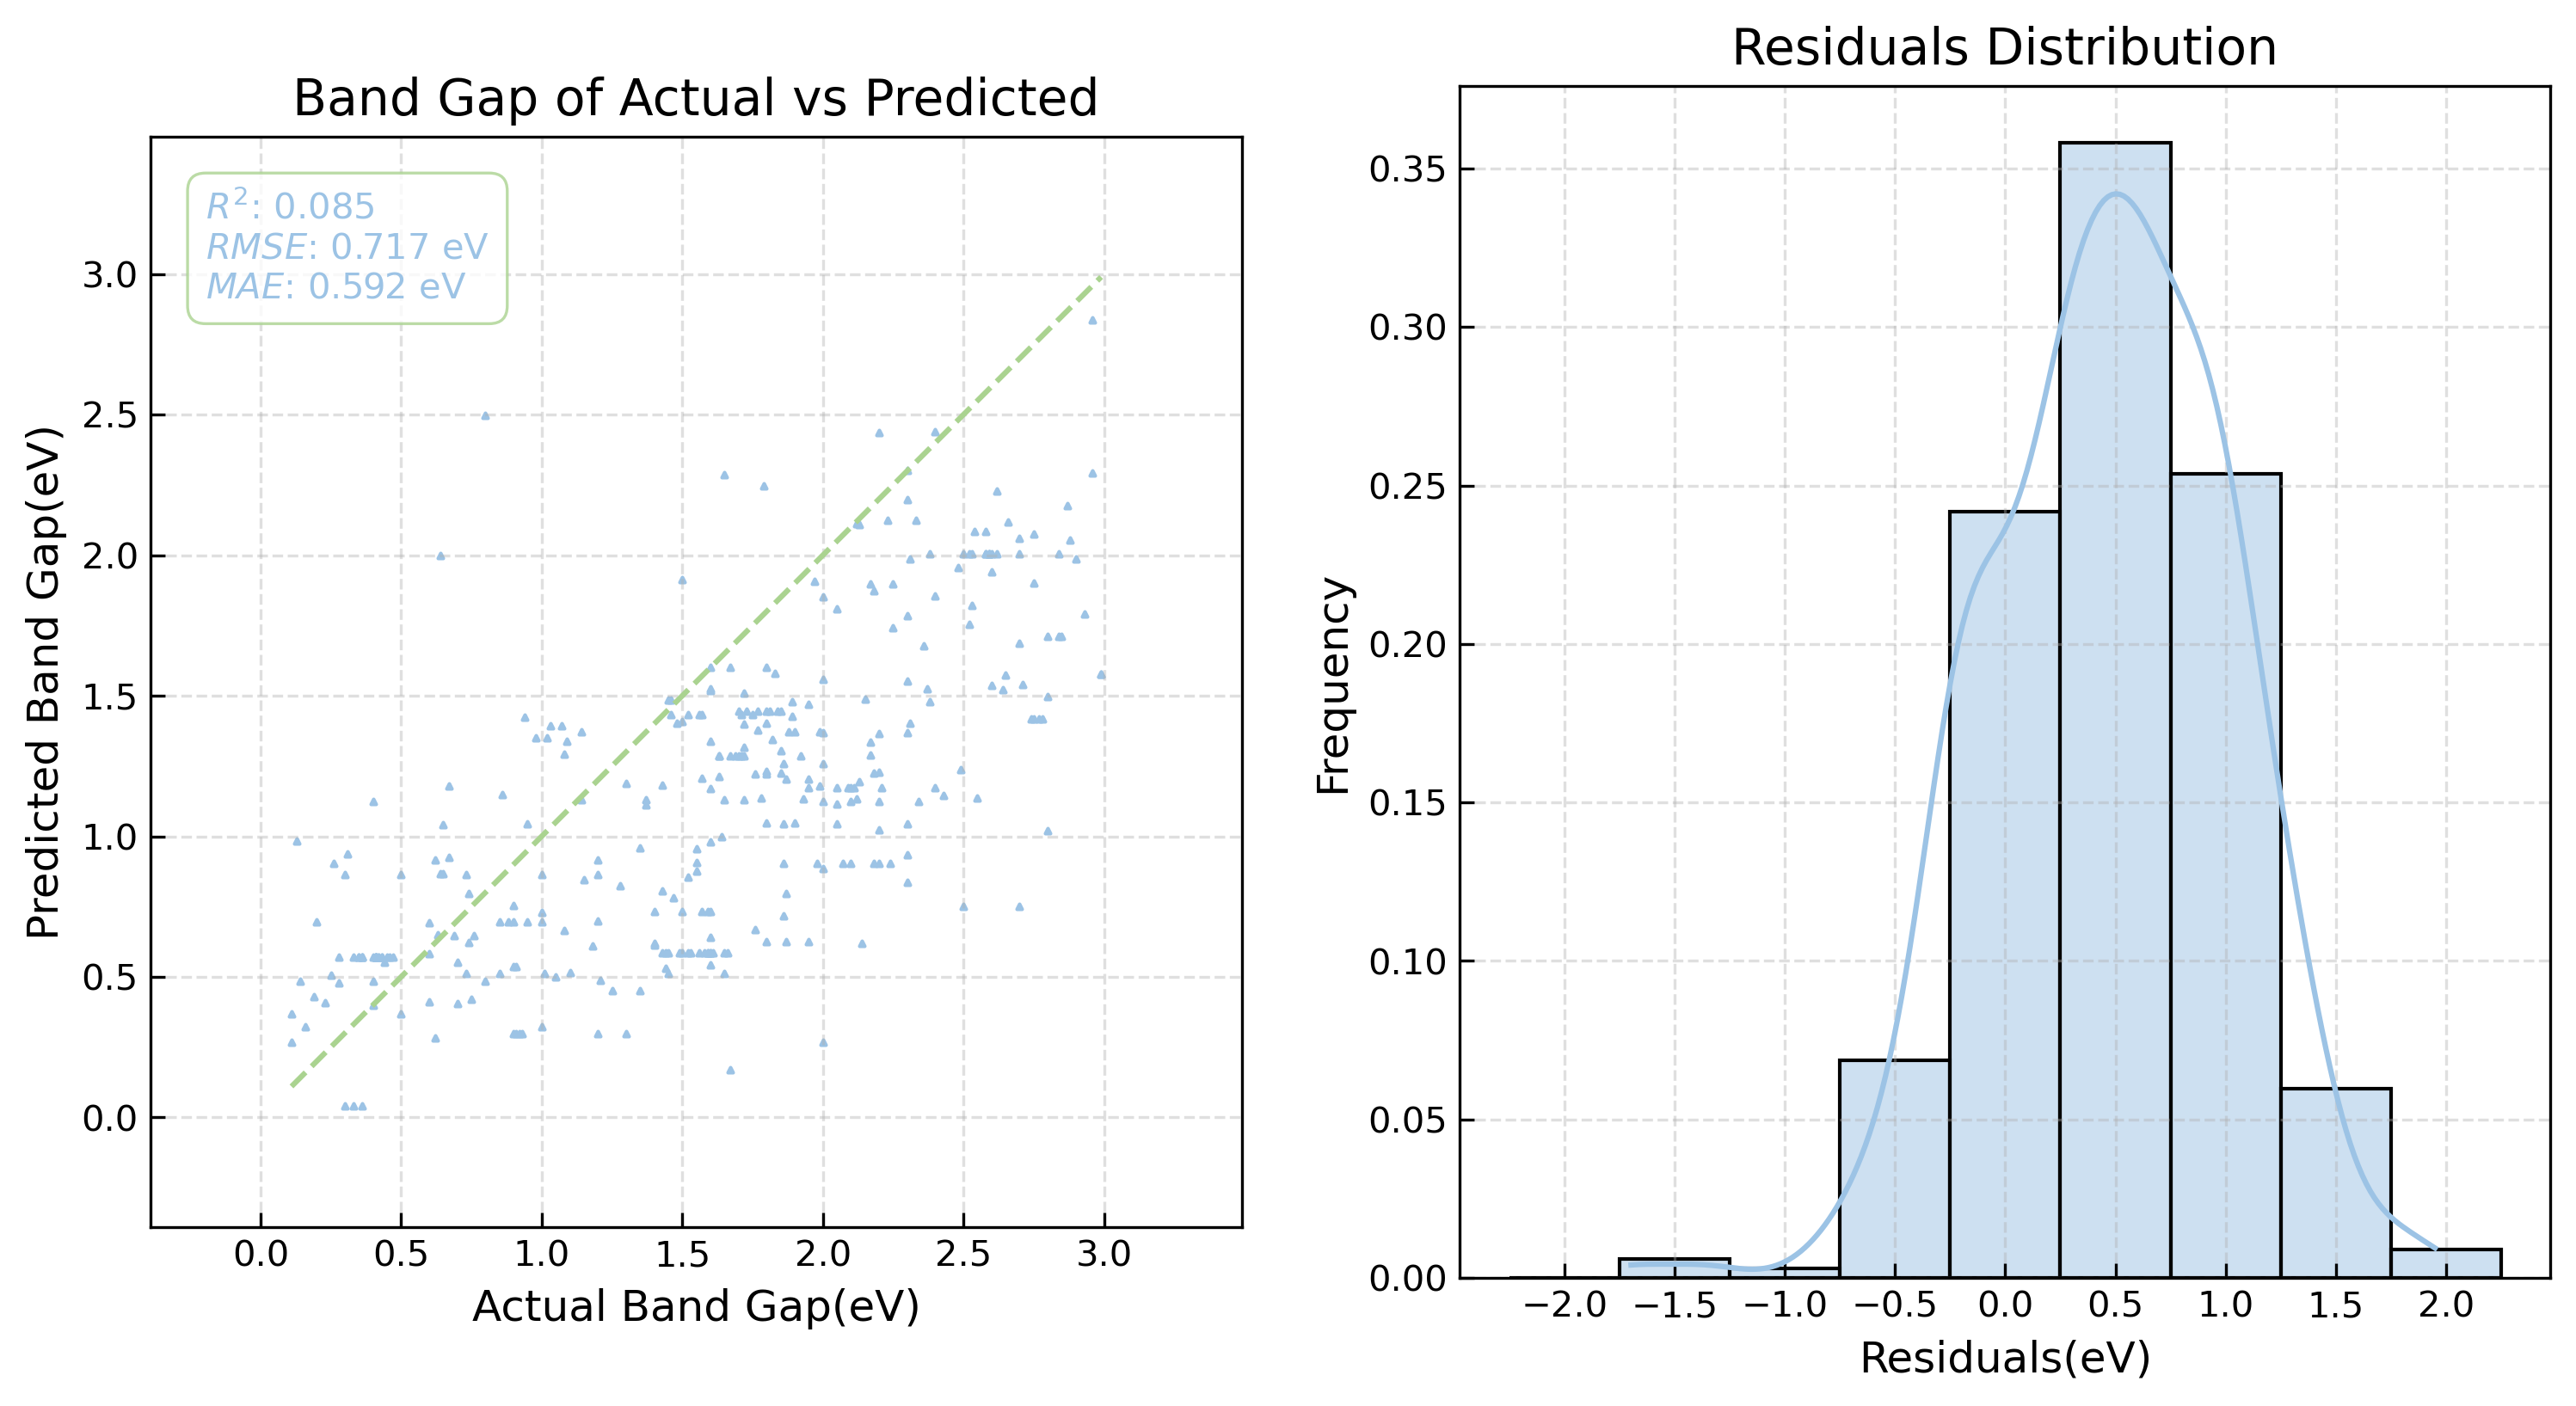 Band Gap of Actual vs Predicted
R²: 0.085
RMSE: 0.717 eV
MAE: 0.592 eV
Predicted Band Gap(eV)
3.0
2.5
2.0
1.5
1.0
0.5
0.0
0.0 0.5 1.0 1.5 2.0 2.5 3.0
Actual Band Gap(eV)
Residuals Distribution
Frequency
0.35
0.30
0.25
0.20
0.15
0.10
0.05
0.00
−2.0 −1.5 −1.0 −0.5 0.0 0.5 1.0 1.5 2.0
Residuals(eV)